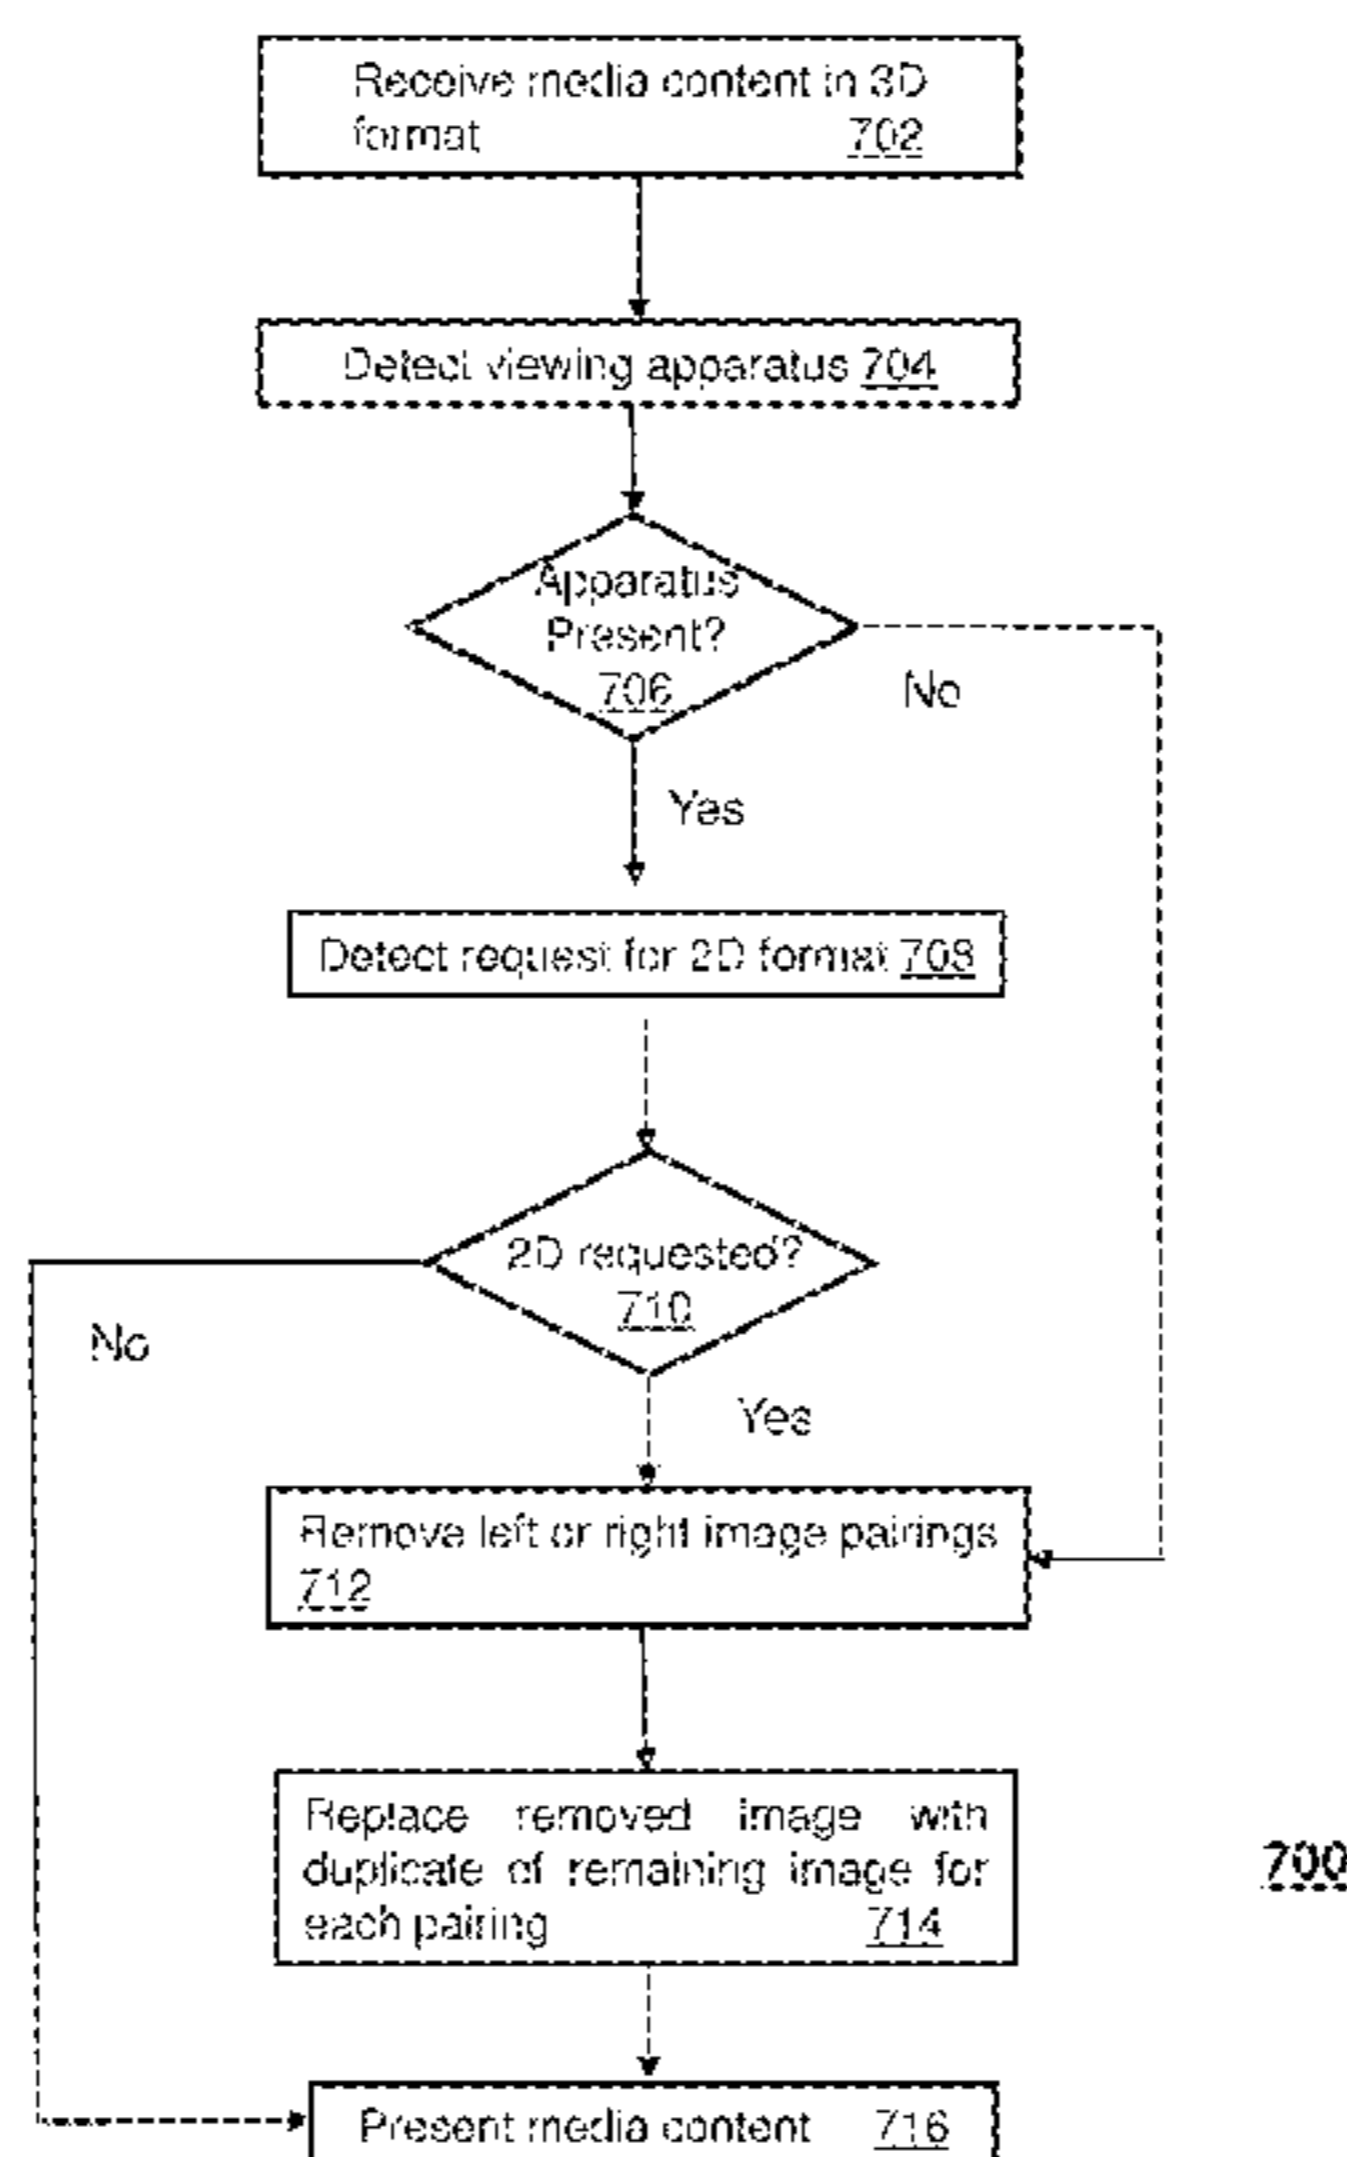 Receive media content in 3D
format 702
Detect viewing apparatus 704
Apparatus
Present?
706
No
Yes
Detect request for 2D format 708
2D requested?
710
No
Yes
Remove left or right image pairings
712
Replace removed image with
duplicate of remaining image for
each pairing 714
700
Present media content 716